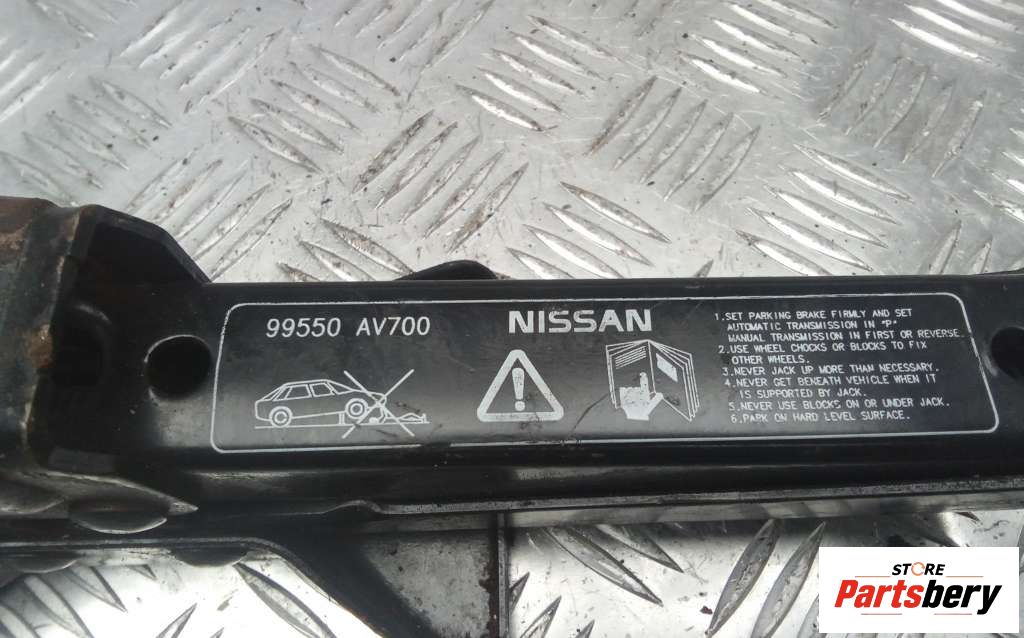 99550 AV700
NISSAN
1.SET PARKING BRAKE FIRMLY AND SET
AUTOMATIC TRANSMISSION IN "P"
MANUAL TRANSMISSION IN FIRST OR REVERSE.
2.USE WHEEL CHOCKS OR BLOCKS TO FIX
OTHER WHEELS.
3.NEVER JACK UP MORE THAN NECESSARY.
4.NEVER GET BENEATH VEHICLE WHEN IT
IS SUPPORTED BY JACK.
5.NEVER USE BLOCKS ON OR UNDER JACK.
6.PARK ON HARD LEVEL SURFACE.
STORE
Partsbery